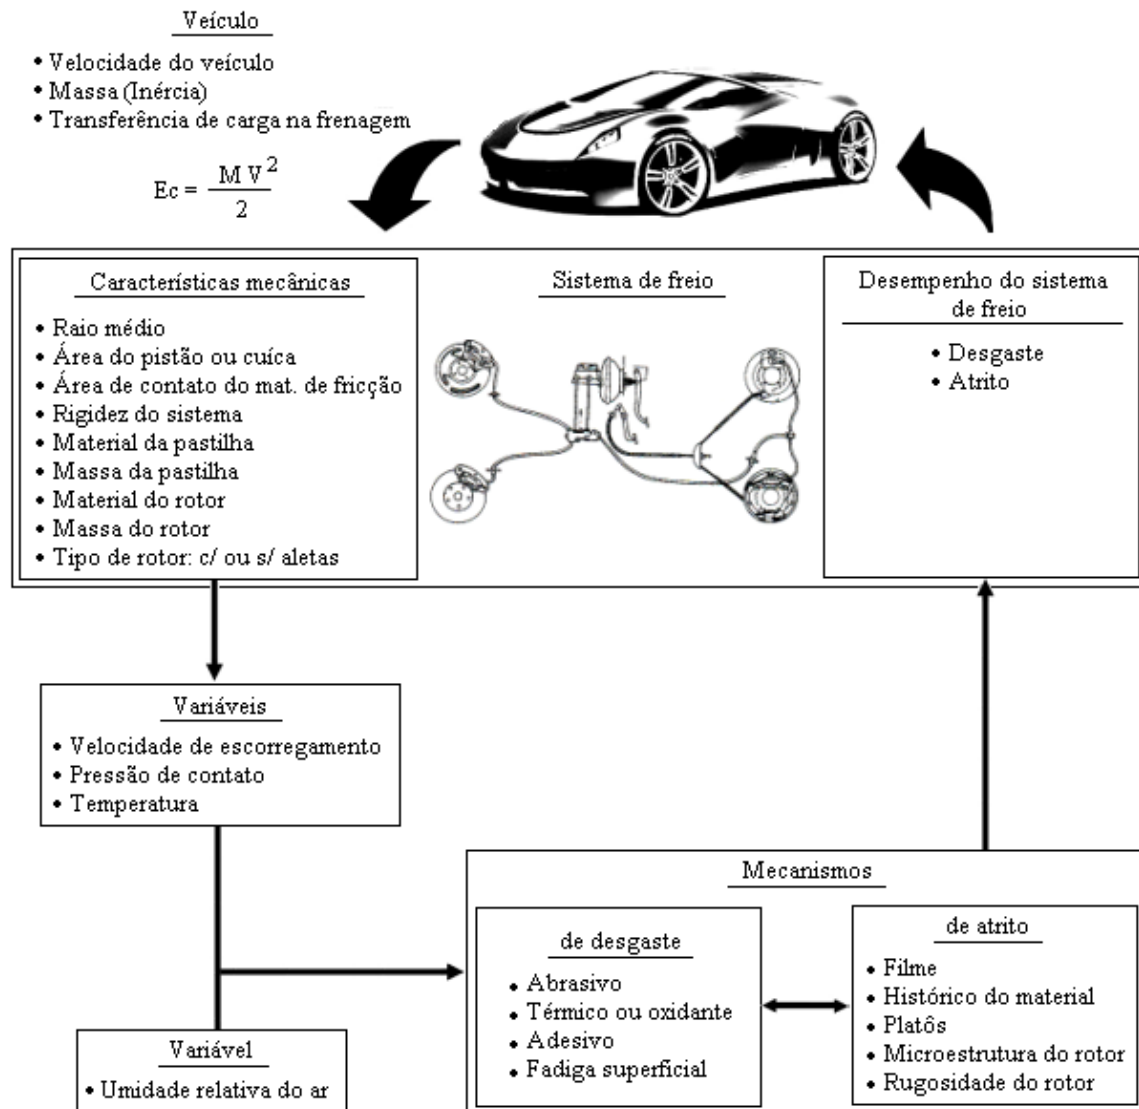 Veículo
• Velocidade do veículo
• Massa (Inércia)
• Transferência de carga na frenagem
Ec = M V² / 2
Características mecânicas
• Raio médio
• Área do pistão ou cuíca
• Área de contato do mat. de fricção
• Rigidez do sistema
• Material da pastilha
• Massa da pastilha
• Material do rotor
• Massa do rotor
• Tipo de rotor: c/ ou s/ aletas
Sistema de freio
Desempenho do sistema
de freio
• Desgaste
• Atrito
Variáveis
• Velocidade de escorregamento
• Pressão de contato
• Temperatura
Variável
• Umidade relativa do ar
Mecanismos
de desgaste
• Abrasivo
• Térmico ou oxidante
• Adesivo
• Fadiga superficial
de atrito
• Filme
• Histórico do material
• Platôs
• Microestrutura do rotor
• Rugosidade do rotor